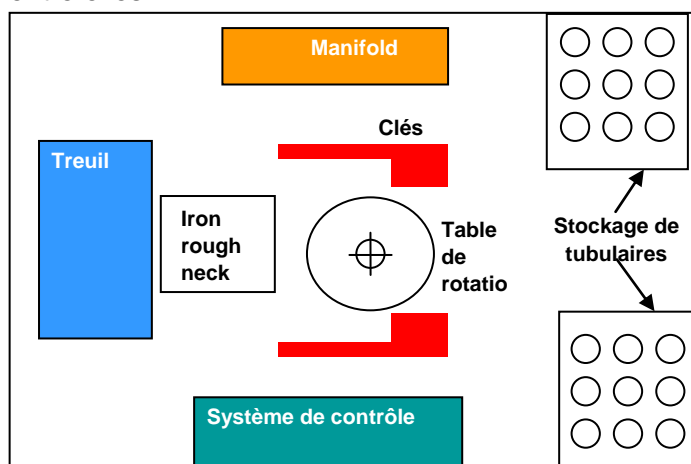 Manifold
Clés
Treuil
Iron
rough
neck
Table
de
rotatio
Stockage de
tubulaires
Système de contrôle